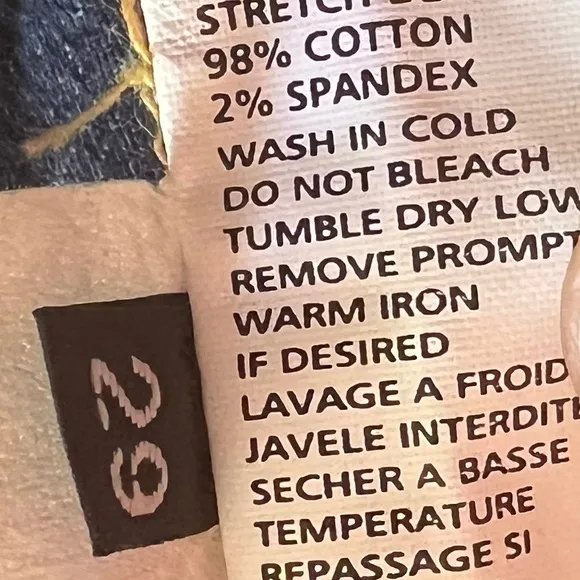 98% COTTON
2% SPANDEX
WASH IN COLD
DO NOT BLEACH
TUMBLE DRY LOW
REMOVE PROMPT
WARM IRON
IF DESIRED
LAVAGE A FROID
JAVELE INTERDITE
SECHER A BASSE
TEMPERATURE
REPASSAGE SI
29